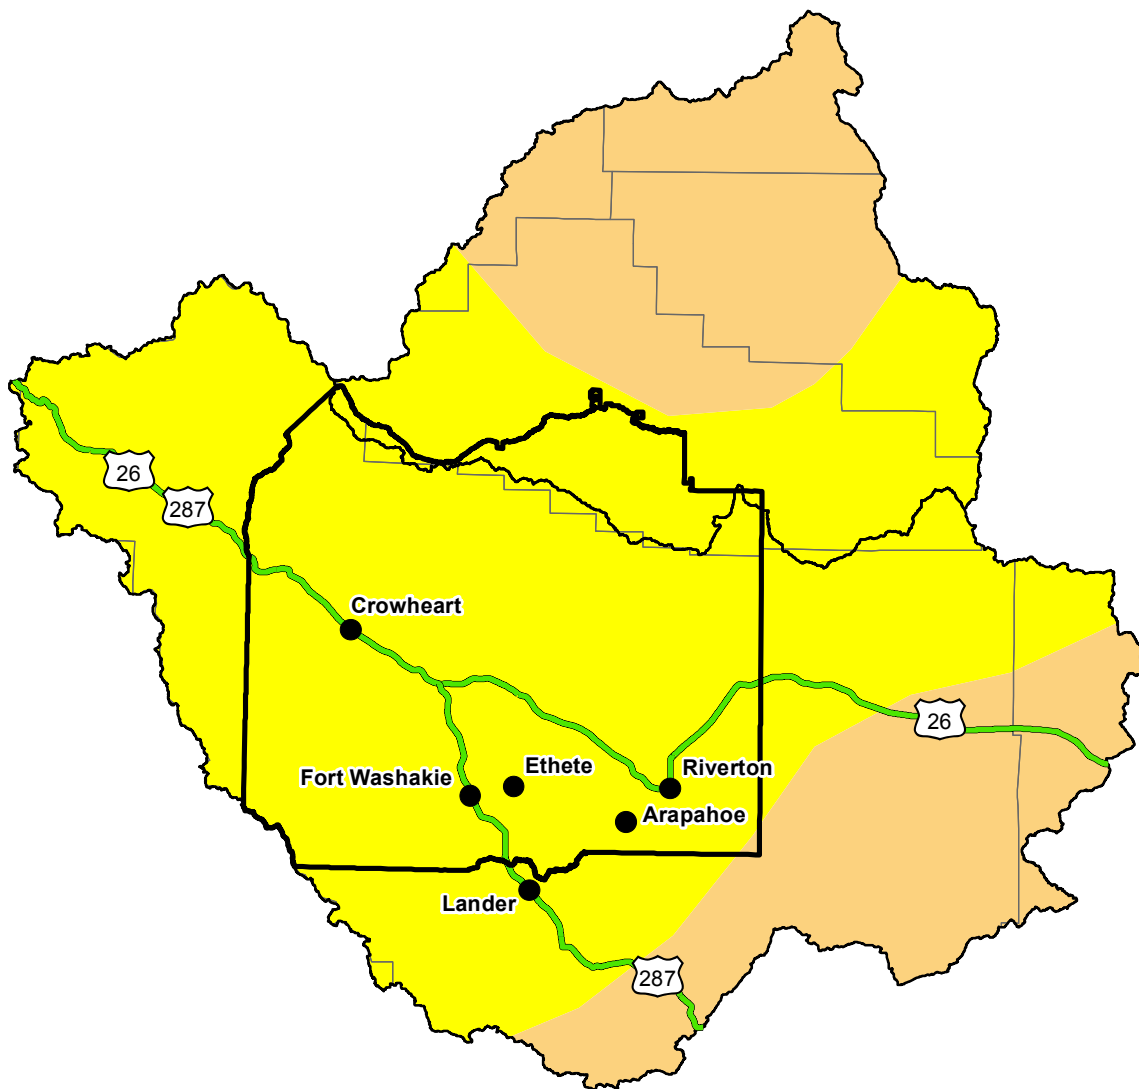 26
287
Crowheart
26
Ethete
Riverton
Fort Washakie
Arapahoe
Lander
287